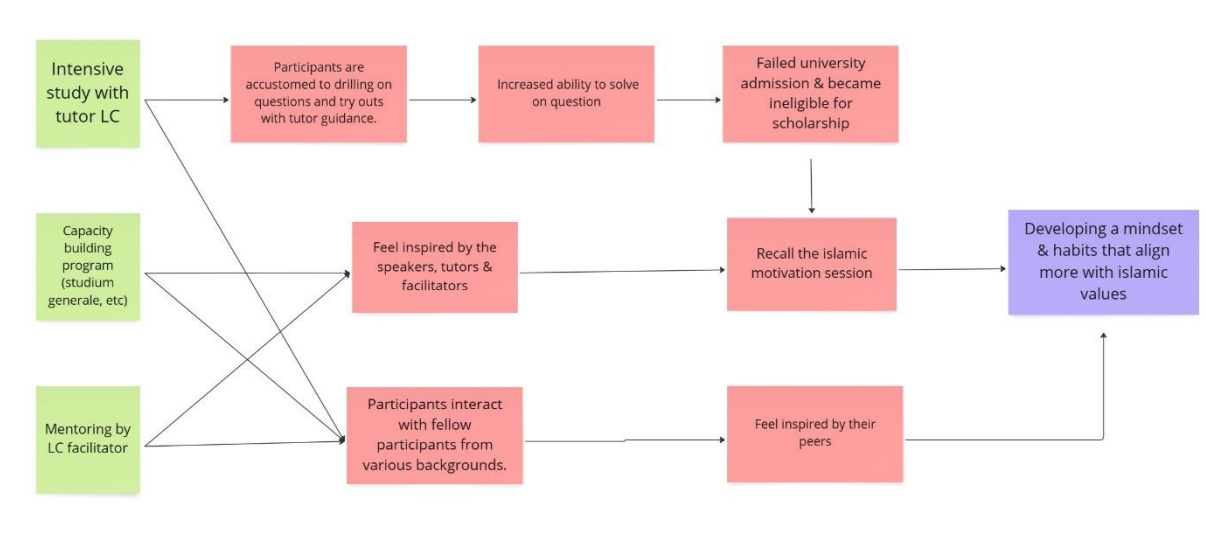 Intensive
study with
tutor LC
Participants are
accustomed to drilling on
questions and try outs
with tutor guidance.
Increased ability to solve
on question
Failed university
admission & became
ineligible for
scholarship
Capacity
building
program
(studium
generale, etc)
Feel inspired by the
speakers, tutors &
facilitators
Recall the islamic
motivation session
Developing a mindset
& habits that align
more with islamic
values
Mentoring by
LC facilitator
Participants interact
with fellow
participants from
various backgrounds.
Feel inspired by their
peers